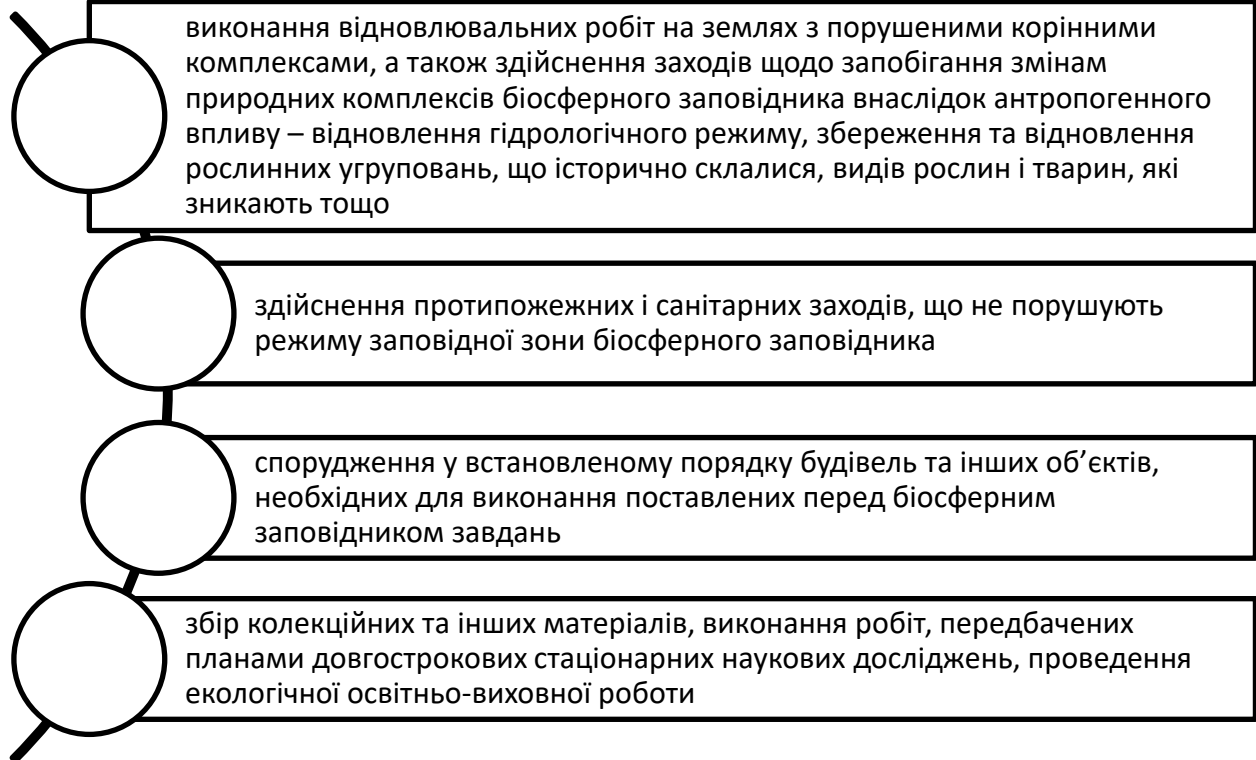 виконання відновлювальних робіт на землях з порушеними корінними
комплексами, а також здійснення заходів щодо запобігання змінам
природних комплексів біосферного заповідника внаслідок антропогенного
впливу – відновлення гідрологічного режиму, збереження та відновлення
рослинних угруповань, що історично склалися, видів рослин і тварин, які
зникають тощо
здійснення протипожежних і санітарних заходів, що не порушують
режиму заповідної зони біосферного заповідника
спорудження у встановленому порядку будівель та інших об’єктів,
необхідних для виконання поставлених перед біосферним
заповідником завдань
збір колекційних та інших матеріалів, виконання робіт, передбачених
планами довгострокових стаціонарних наукових досліджень, проведення
екологічної освітньо-виховної роботи